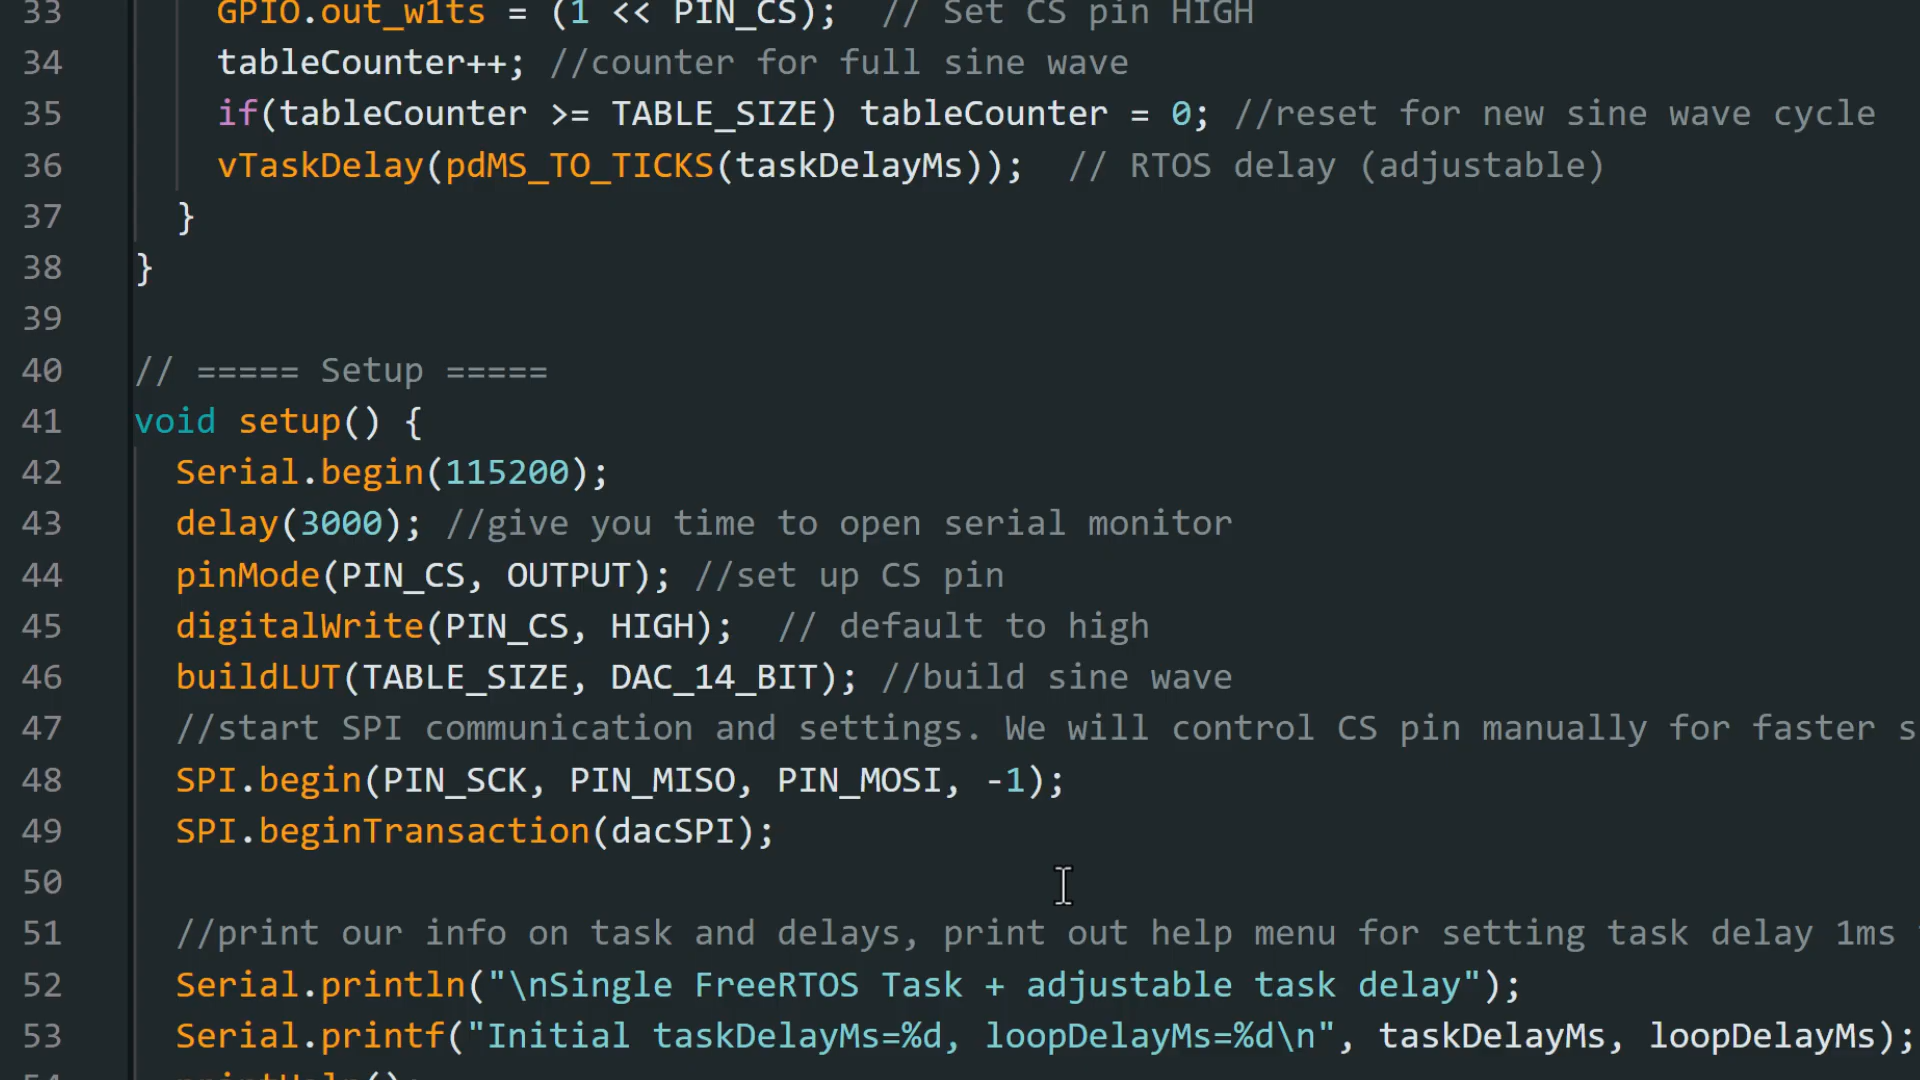 33 GPIO.out_w1ts = (1 << PIN_CS); // Set CS pin HIGH
34 tableCounter++; //counter for full sine wave
35 if(tableCounter >= TABLE_SIZE) tableCounter = 0; //reset for new sine wave cycle
36 vTaskDelay(pdMS_TO_TICKS(taskDelayMs)); // RTOS delay (adjustable)
37 }
38 }
39
40 // ===== Setup =====
41 void setup() {
42 Serial.begin(115200);
43 delay(3000); //give you time to open serial monitor
44 pinMode(PIN_CS, OUTPUT); //set up CS pin
45 digitalWrite(PIN_CS, HIGH); // default to high
46 buildLUT(TABLE_SIZE, DAC_14_BIT); //build sine wave
47 //start SPI communication and settings. We will control CS pin manually for faster s
48 SPI.begin(PIN_SCK, PIN_MISO, PIN_MOSI, -1);
49 SPI.beginTransaction(dacSPI);
50
51 //print our info on task and delays, print out help menu for setting task delay 1ms
52 Serial.println("\nSingle FreeRTOS Task + adjustable task delay");
53 Serial.printf("Initial taskDelayMs=%d, loopDelayMs=%d\n", taskDelayMs, loopDelayMs);